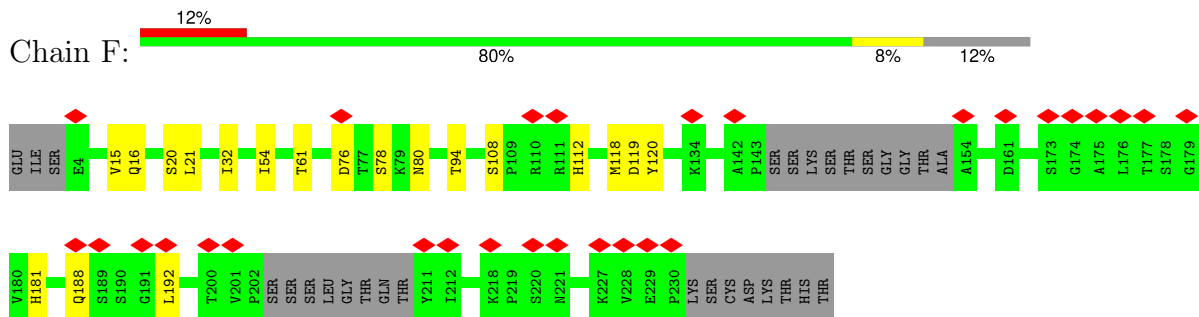 12%
Chain F:
80% 8% 12%
GLU ILE SER E4 V15 Q16 S20 L21 I32 I54 T61 D76 T77 S78 K79 N80 T94 S108 P109 R110 R111 H112 M118 D119 Y120 K134 A142 P143 SER SER LYS SER THR SER GLY GLY THR ALA A154 D161 S173 G174 A175 L176 T177 S178 G179
V180 H181 Q188 S189 S190 G191 L192 T200 V201 P202 SER SER SER LEU GLY THR GLN THR Y211 I212 K218 P219 S220 N221 K227 V228 E229 P230 LYS SER CYS ASP LYS THR HIS THR